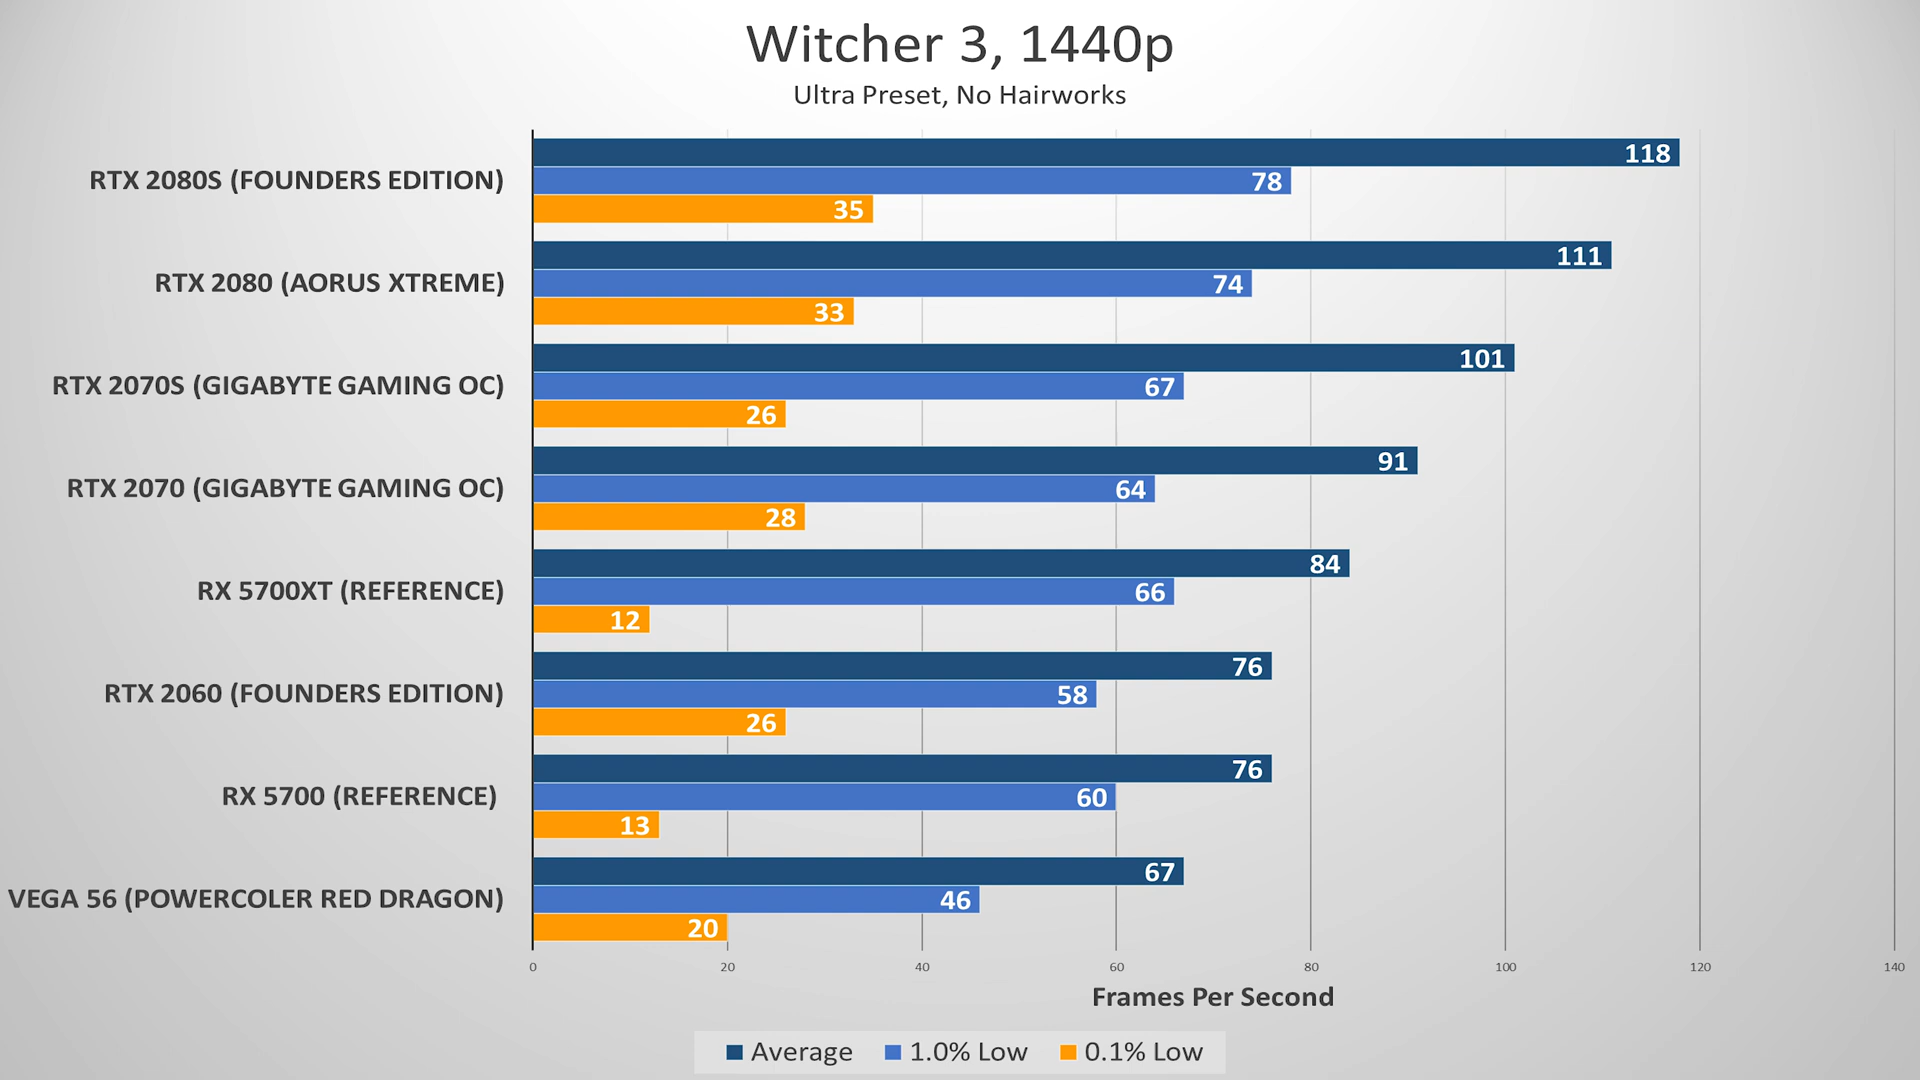 Witcher 3, 1440p
Ultra Preset, No Hairworks
RTX 2080S (FOUNDERS EDITION)
118
78
35
RTX 2080 (AORUS XTREME)
111
74
33
RTX 2070S (GIGABYTE GAMING OC)
101
67
26
RTX 2070 (GIGABYTE GAMING OC)
91
64
28
RX 5700XT (REFERENCE)
84
66
12
RTX 2060 (FOUNDERS EDITION)
76
58
26
RX 5700 (REFERENCE)
76
60
13
VEGA 56 (POWERCOLER RED DRAGON)
67
46
20
0 20 40 60 80 100 120 140
Frames Per Second
Average 1.0% Low 0.1% Low